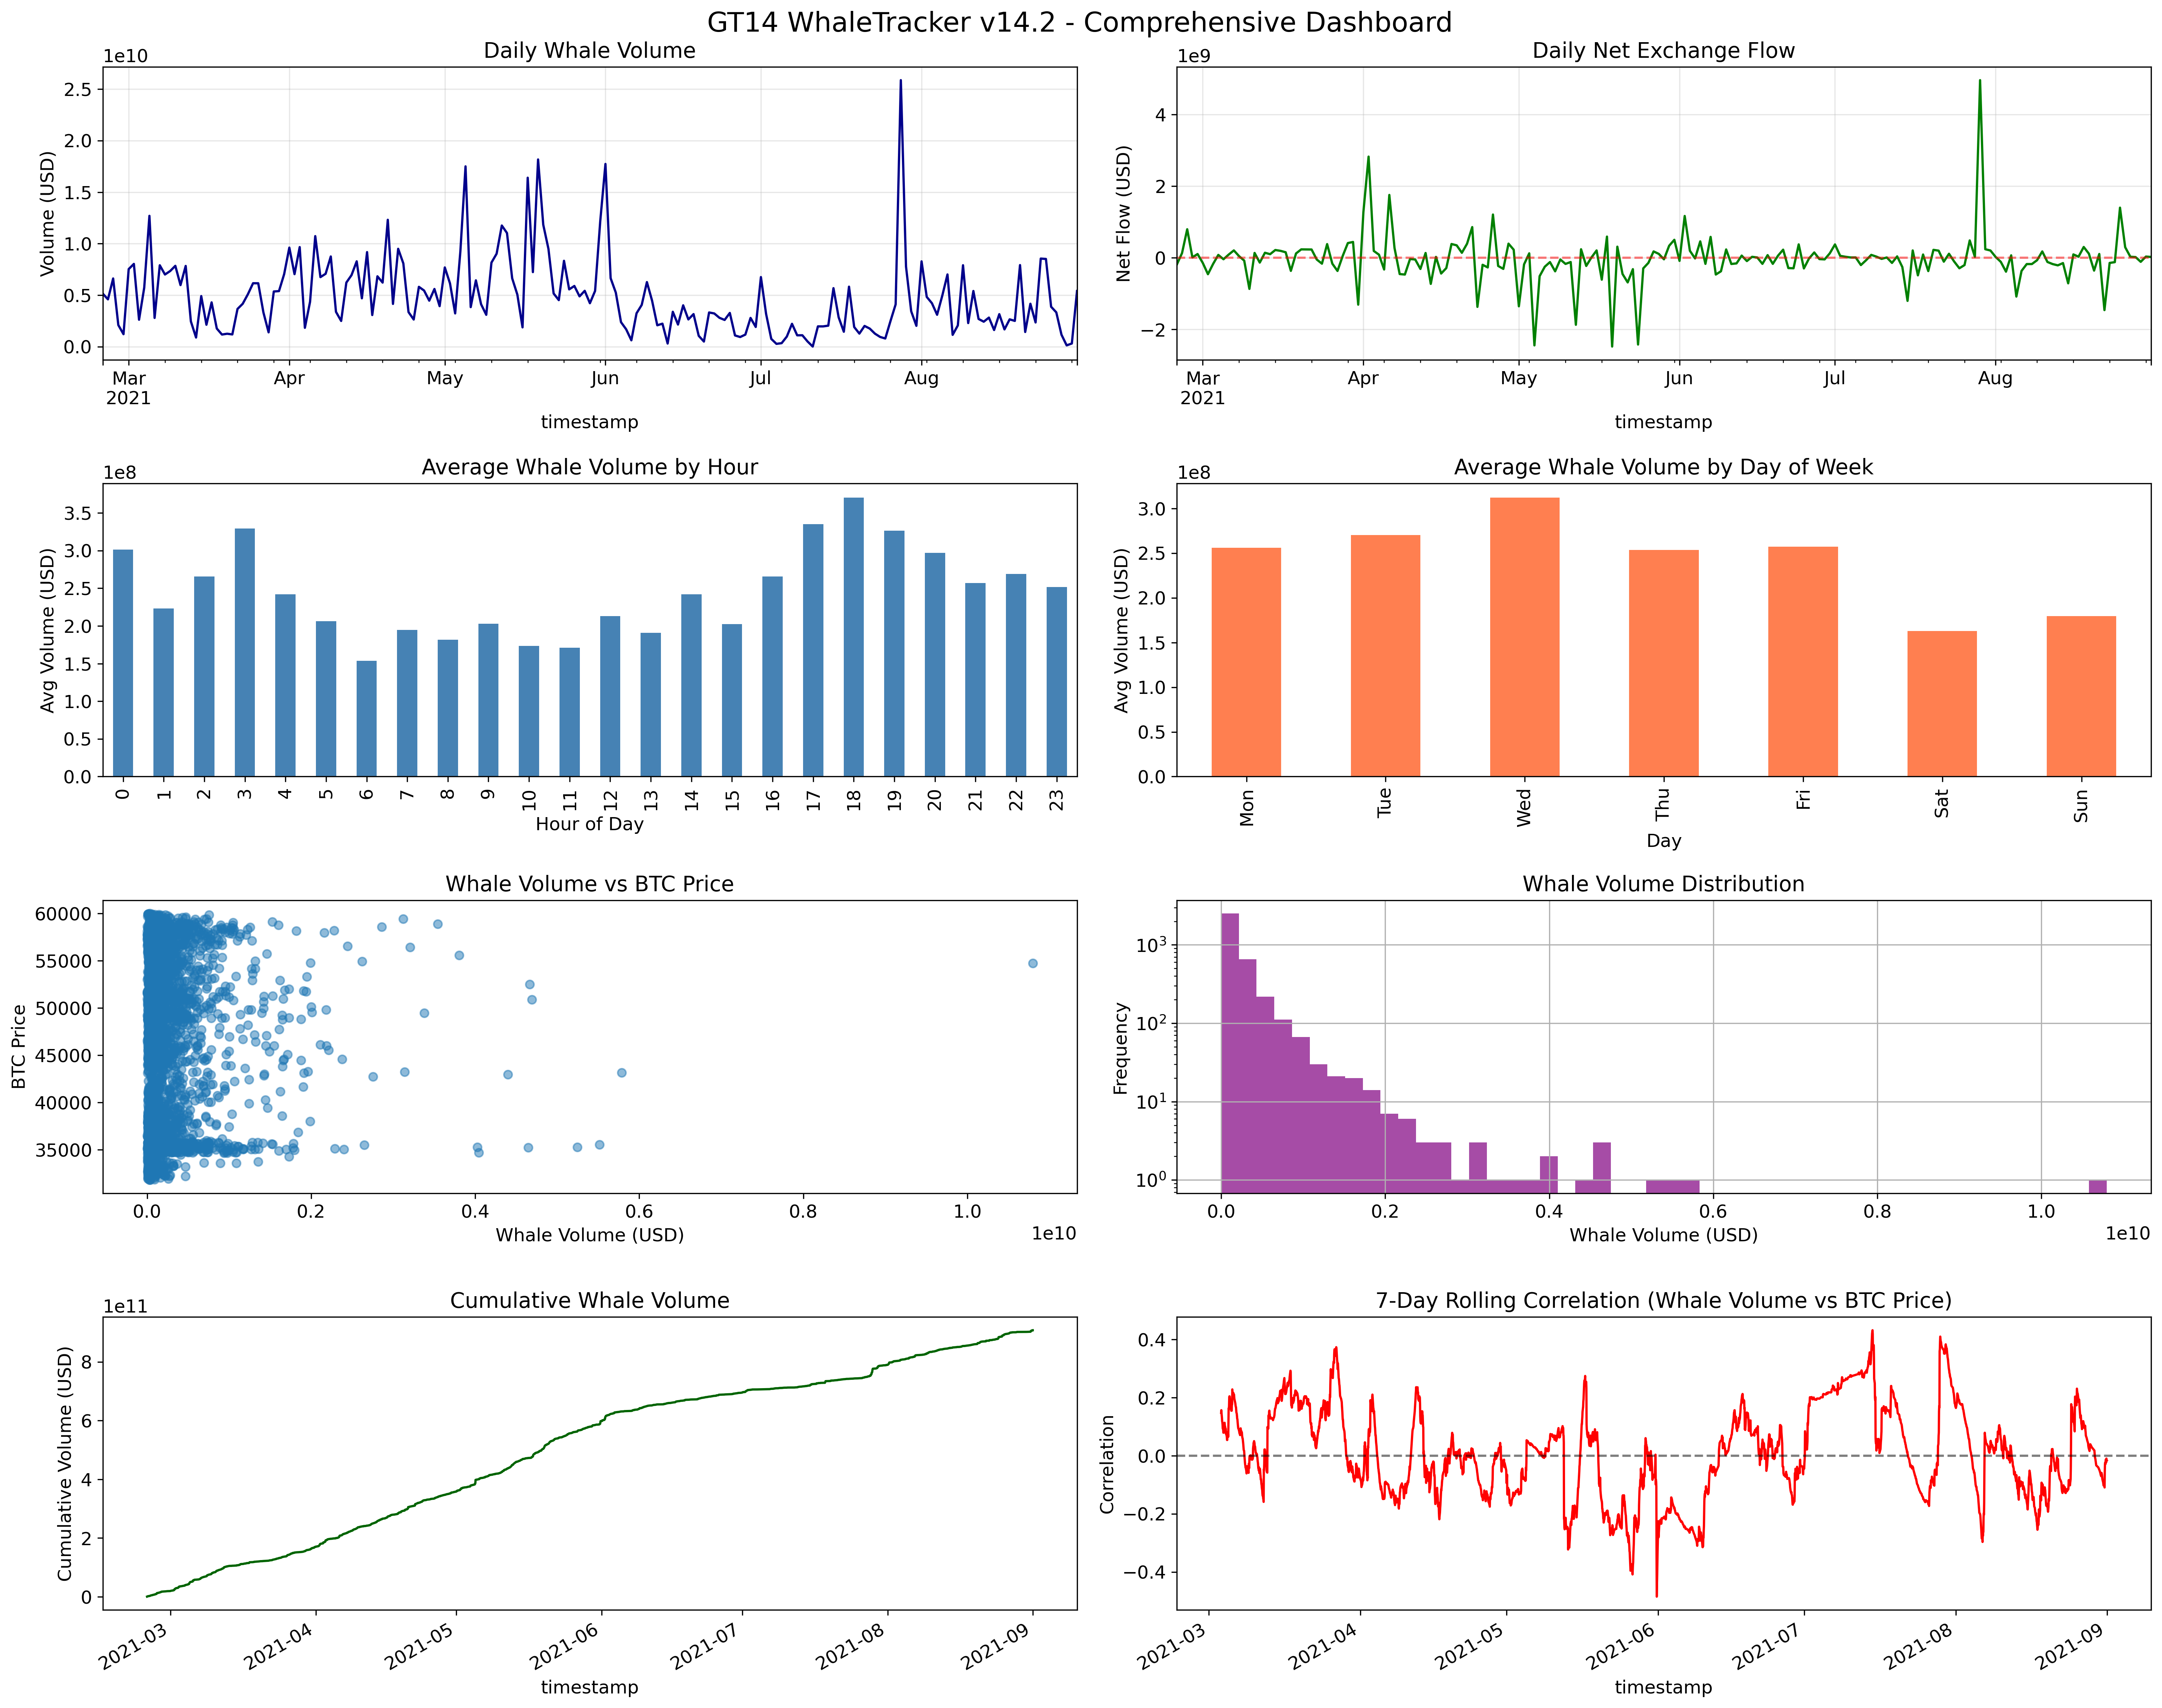 GT14 WhaleTracker v14.2 - Comprehensive Dashboard
Daily Whale Volume
1e10
Volume (USD)
2.5
2.0
1.5
1.0
0.5
0.0
Mar
2021
Apr
May
Jun
Jul
Aug
timestamp
Daily Net Exchange Flow
1e9
Net Flow (USD)
4
2
0
−2
Mar
2021
Apr
May
Jun
Jul
Aug
timestamp
Average Whale Volume by Hour
1e8
Avg Volume (USD)
3.5
3.0
2.5
2.0
1.5
1.0
0.5
0.0
0 1 2 3 4 5 6 7 8 9 10 11 12 13 14 15 16 17 18 19 20 21 22 23
Hour of Day
Average Whale Volume by Day of Week
1e8
Avg Volume (USD)
3.0
2.5
2.0
1.5
1.0
0.5
0.0
Mon Tue Wed Thu Fri Sat Sun
Day
Whale Volume vs BTC Price
BTC Price
60000
55000
50000
45000
40000
35000
0.0 0.2 0.4 0.6 0.8 1.0
1e10
Whale Volume (USD)
Whale Volume Distribution
Frequency
10³
10²
10¹
10⁰
0.0 0.2 0.4 0.6 0.8 1.0
1e10
Whale Volume (USD)
Cumulative Whale Volume
1e11
Cumulative Volume (USD)
8
6
4
2
0
2021-03 2021-04 2021-05 2021-06 2021-07 2021-08 2021-09
timestamp
7-Day Rolling Correlation (Whale Volume vs BTC Price)
Correlation
0.4
0.2
0.0
−0.2
−0.4
2021-03 2021-04 2021-05 2021-06 2021-07 2021-08 2021-09
timestamp